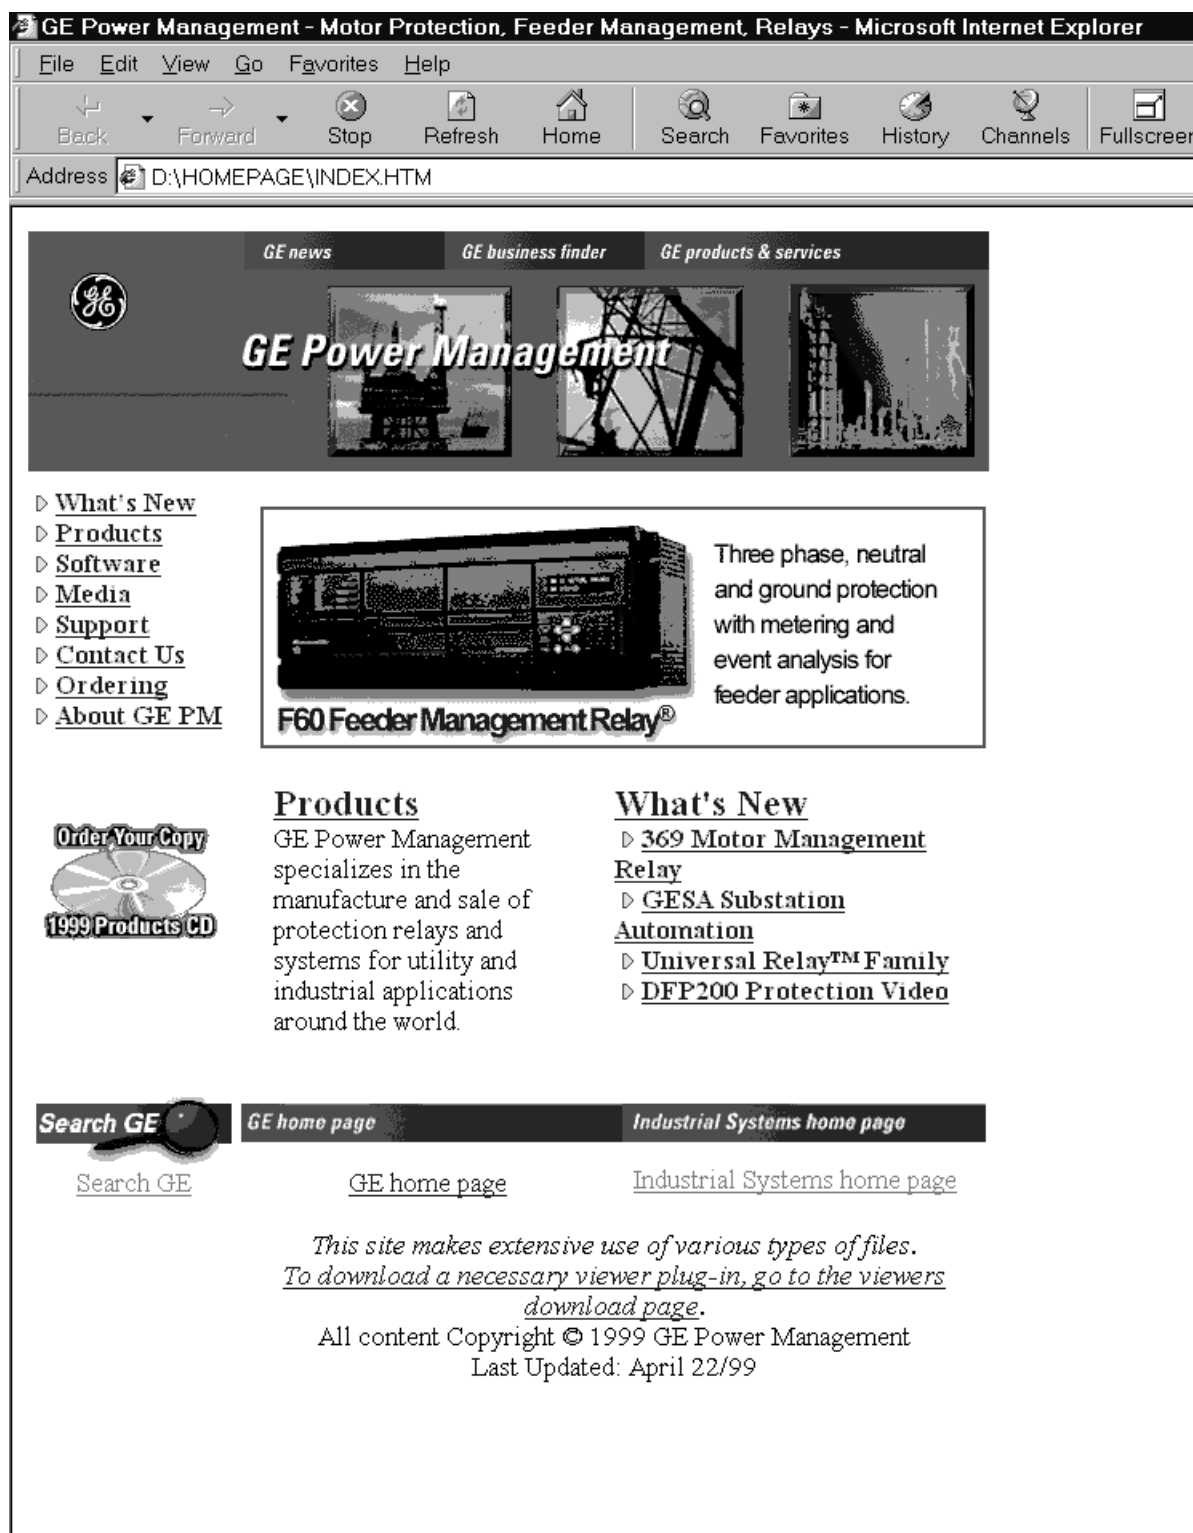 GE Power Management - Motor Protection, Feeder Management, Relays - Microsoft Internet Explorer
File Edit View Go Favorites Help
Back Forward Stop Refresh Home Search Favorites History Channels Fullscreen
Address D:\HOMEPAGE\INDEX.HTM
GE news GE business finder GE products & services
GE
GE Power Management
What's New
Products
Software
Media
Support
Contact Us
Ordering
About GE PM
Three phase, neutral
and ground protection
with metering and
event analysis for
feeder applications.
F60 Feeder Management Relay®
Order Your Copy
1999 Products CD
Products
GE Power Management
specializes in the
manufacture and sale of
protection relays and
systems for utility and
industrial applications
around the world.
What's New
369 Motor Management
Relay
GESA Substation
Automation
Universal Relay™ Family
DFP200 Protection Video
Search GE GE home page Industrial Systems home page
Search GE GE home page Industrial Systems home page
This site makes extensive use of various types of files.
To download a necessary viewer plug-in, go to the viewers
download page.
All content Copyright © 1999 GE Power Management
Last Updated: April 22/99